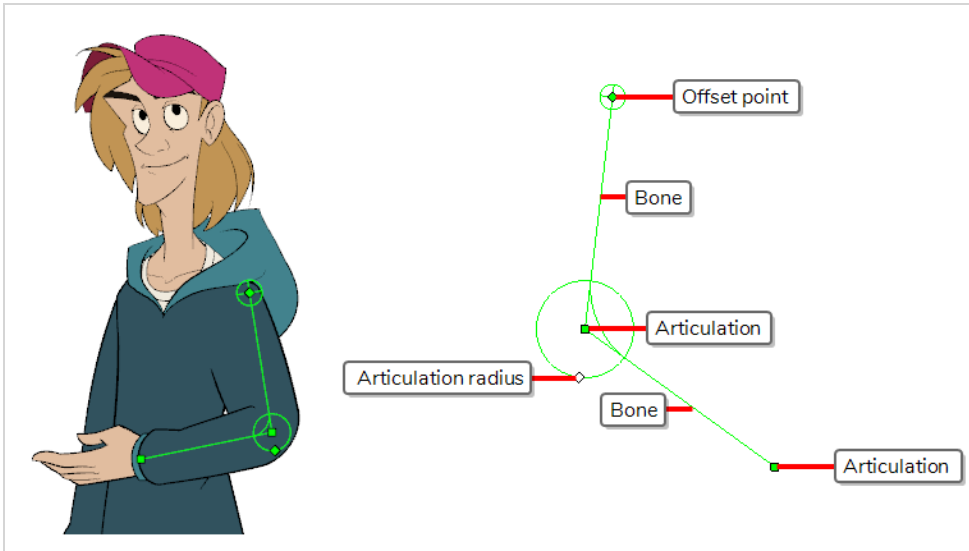 Offset point
Bone
Articulation
Articulation radius
Bone
Articulation